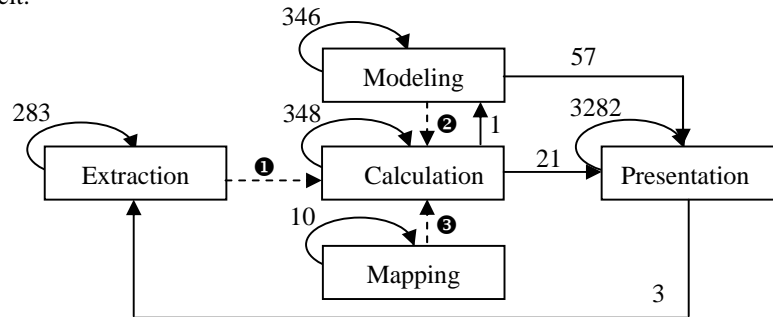 346
Modeling
57
283
348
❷
1
3282
Extraction
❶
Calculation
21
Presentation
10
❸
Mapping
3